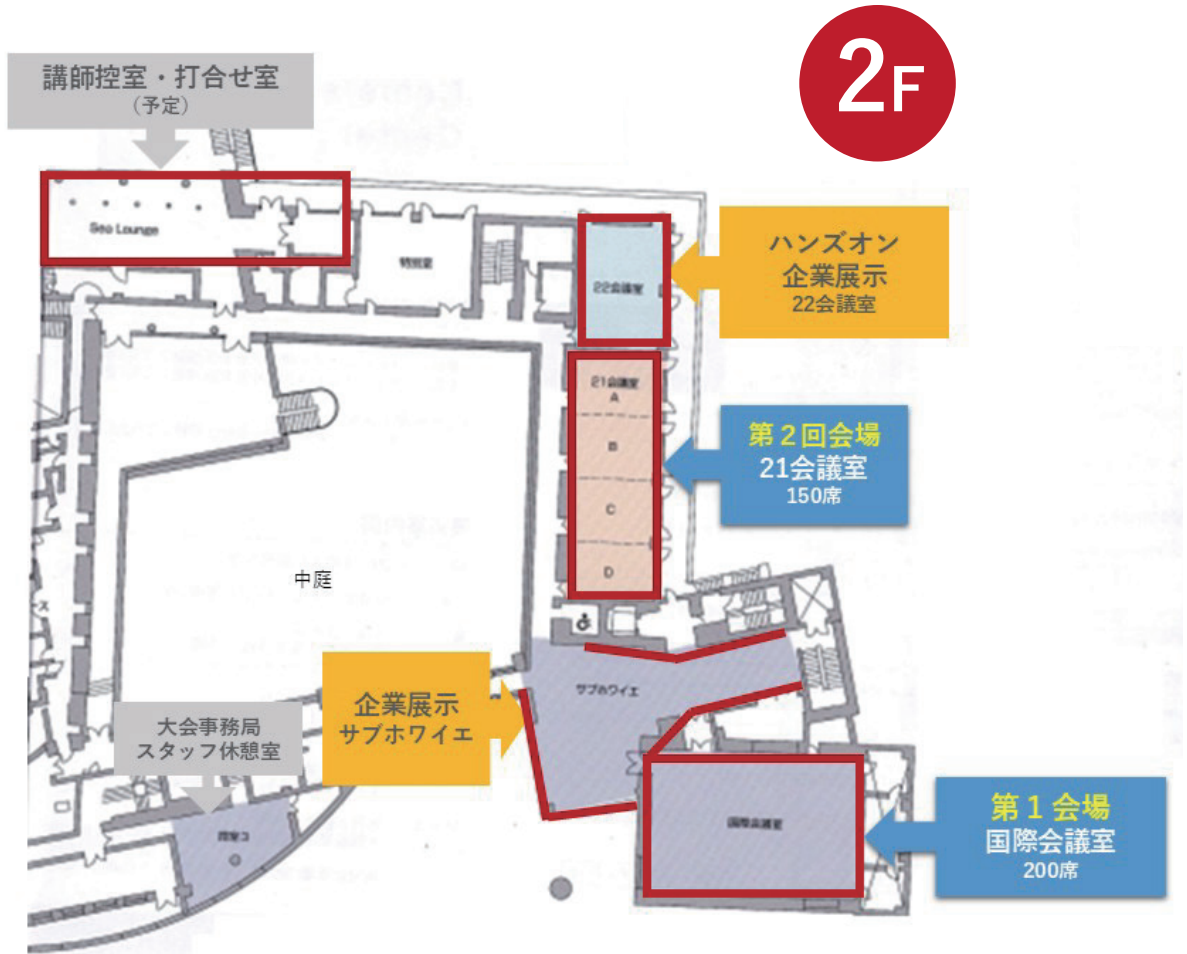 2F
講師控室・打合せ室
(予定)
Geo Lounge
特別室
22会議室
ハンズオン
企業展示
22会議室
21会議室
A
B
C
D
第2回会場
21会議室
150席
中庭
ス
サブホワイエ
企業展示
サブホワイエ
大会事務局
スタッフ休憩室
控室3
国際会議室
第1会場
国際会議室
200席